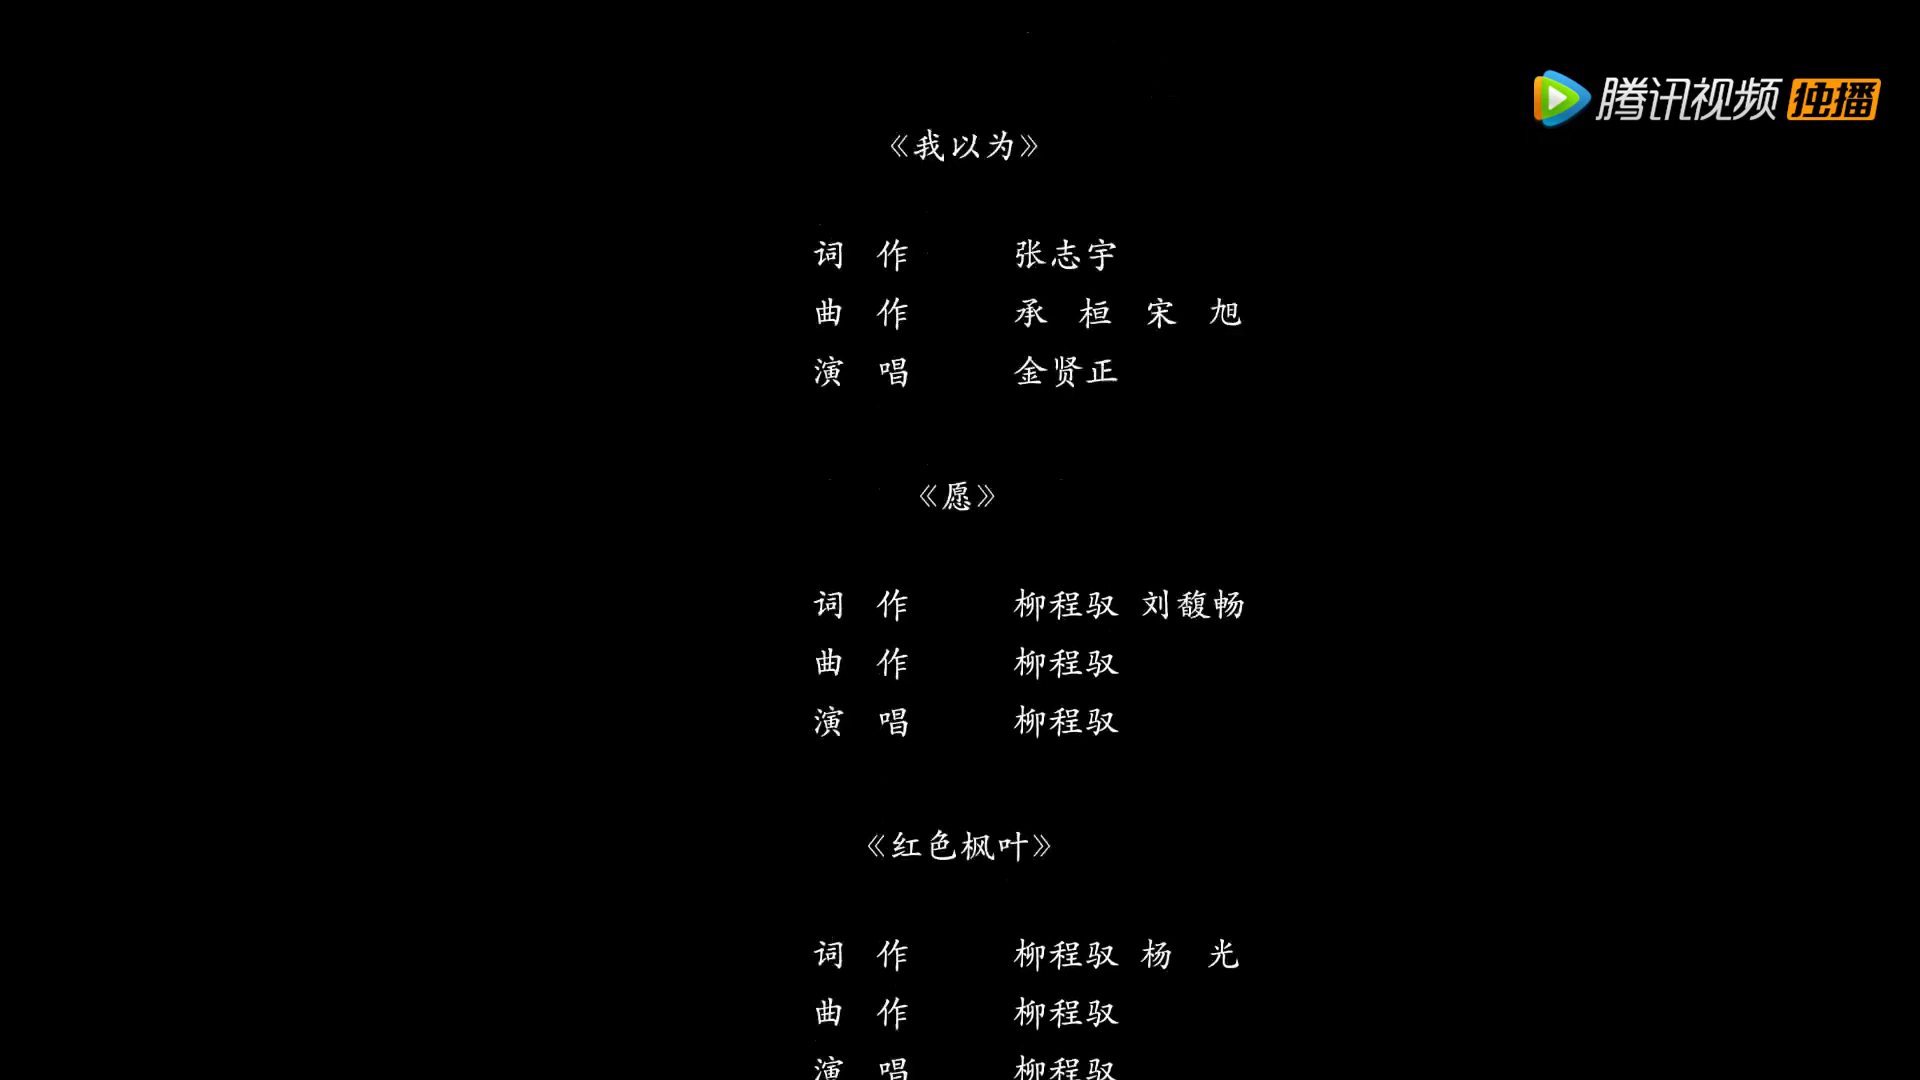 腾讯视频 独播
《我以为》
词 作 张志宇
曲 作 承 桓 宋 旭
演 唱 金贤正
《愿》
词 作 柳程驭 刘馥畅
曲 作 柳程驭
演 唱 柳程驭
《红色枫叶》
词 作 柳程驭 杨 光
曲 作 柳程驭
演 唱 柳程驭